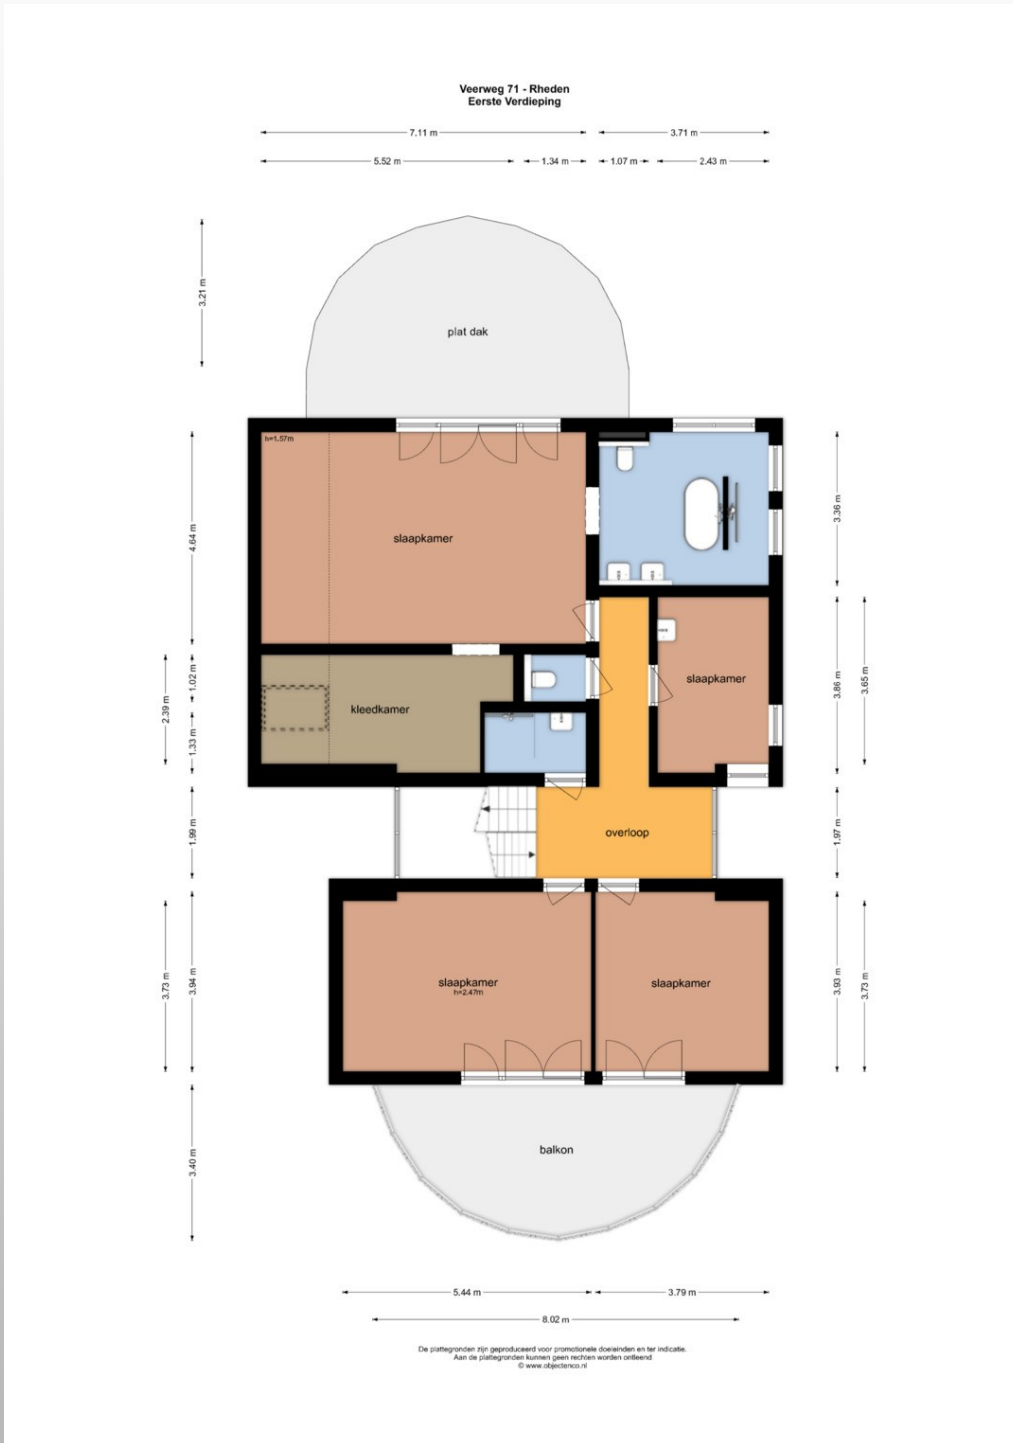 Veerweg 71 - Rheden
Eerste Verdieping
7.11 m
3.71 m
5.52 m
1.34 m
1.07 m
2.43 m
3.21 m
plat dak
h=1.57m
slaapkamer
4.64 m
3.36 m
slaapkamer
kleedkamer
2.39 m
1.02 m
1.33 m
3.86 m
3.65 m
overloop
1.99 m
1.97 m
slaapkamer
h=2.47m
slaapkamer
3.73 m
3.94 m
3.93 m
3.73 m
balkon
3.40 m
5.44 m
3.79 m
8.02 m
De plattegronden zijn geproduceerd voor promotionele doeleinden en ter indicatie.
Aan de plattegronden kunnen geen rechten worden ontleend
© www.objectenco.nl